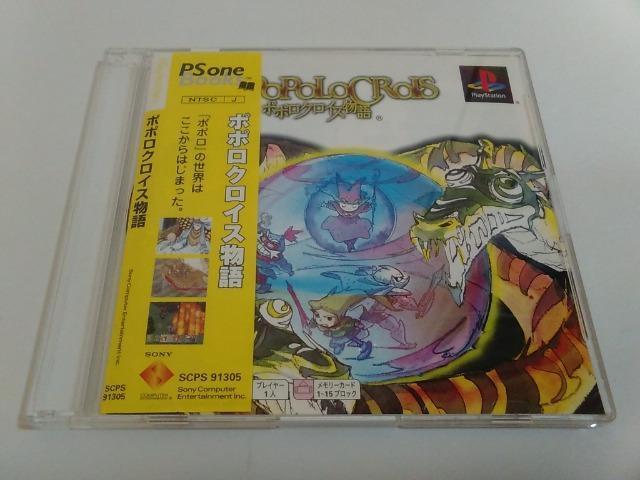 PS one
Books
NTSC J
ポポロクロイス物語
『ポポロ』の世界は
ここからはじまった。
SONY
COMPUTER
ENTERTAINMENT
SCPS 91305
Sony Computer
Entertainment Inc.
ポポロクロイス物語
Sony Computer Entertainment Inc.
SCPS
91305
POPOLOCROIS
ポポロクロイス物語
PlayStation
プレイヤー
1人
メモリーカード
1~15ブロック